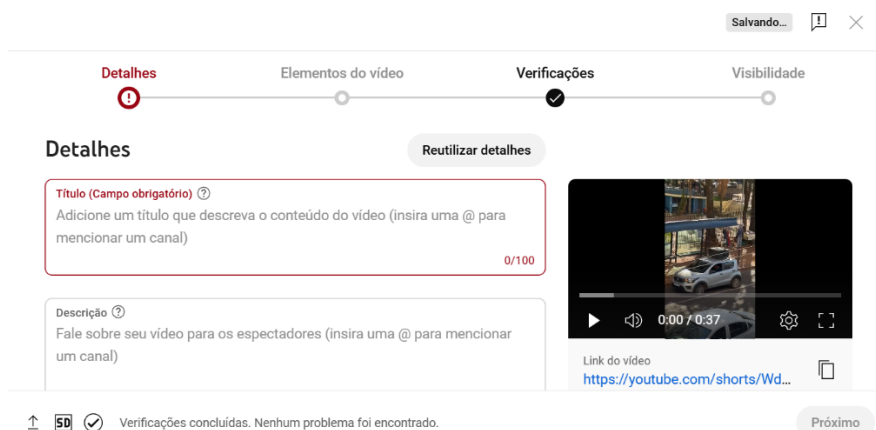 Salvando...
Detalhes
Elementos do vídeo
Verificações
Visibilidade
Detalhes
Reutilizar detalhes
Título (Campo obrigatório) ?
Adicione um título que descreva o conteúdo do vídeo (insira uma @ para
mencionar um canal)
0/100
Descrição ?
Fale sobre seu vídeo para os espectadores (insira uma @ para mencionar
um canal)
0:00 / 0:37
Link do vídeo
https://youtube.com/shorts/Wd...
SD
Verificações concluídas. Nenhum problema foi encontrado.
Próximo